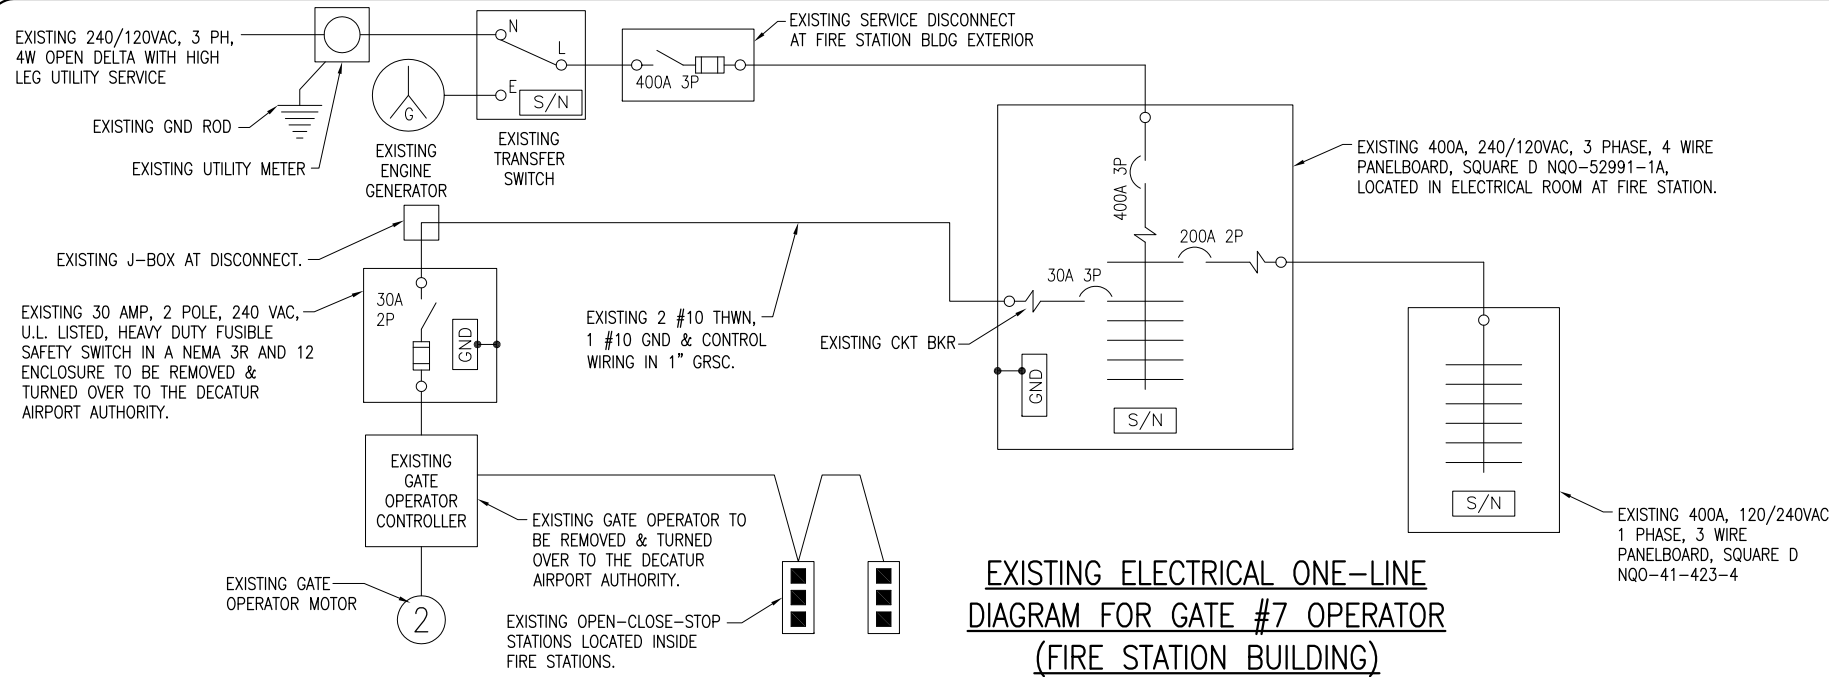 EXISTING 240/120VAC, 3 PH,
4W OPEN DELTA WITH HIGH
LEG UTILITY SERVICE
EXISTING GND ROD
EXISTING UTILITY METER
G
EXISTING
ENGINE
GENERATOR
N
L
E
S/N
EXISTING
TRANSFER
SWITCH
400A 3P
EXISTING SERVICE DISCONNECT
AT FIRE STATION BLDG EXTERIOR
400A 3P
200A 2P
30A 3P
GND
S/N
EXISTING 400A, 240/120VAC, 3 PHASE, 4 WIRE
PANELBOARD, SQUARE D NQO-52991-1A,
LOCATED IN ELECTRICAL ROOM AT FIRE STATION.
EXISTING J-BOX AT DISCONNECT.
EXISTING 30 AMP, 2 POLE, 240 VAC,
U.L. LISTED, HEAVY DUTY FUSIBLE
SAFETY SWITCH IN A NEMA 3R AND 12
ENCLOSURE TO BE REMOVED &
TURNED OVER TO THE DECATUR
AIRPORT AUTHORITY.
30A
2P
GND
EXISTING 2 #10 THWN,
1 #10 GND & CONTROL
WIRING IN 1" GRSC.
EXISTING CKT BKR
S/N
EXISTING 400A, 120/240VAC
1 PHASE, 3 WIRE
PANELBOARD, SQUARE D
NQO-41-423-4
EXISTING
GATE
OPERATOR
CONTROLLER
EXISTING GATE OPERATOR TO
BE REMOVED & TURNED
OVER TO THE DECATUR
AIRPORT AUTHORITY.
EXISTING GATE
OPERATOR MOTOR
2
EXISTING OPEN-CLOSE-STOP
STATIONS LOCATED INSIDE
FIRE STATIONS.
EXISTING ELECTRICAL ONE-LINE
DIAGRAM FOR GATE #7 OPERATOR
(FIRE STATION BUILDING)